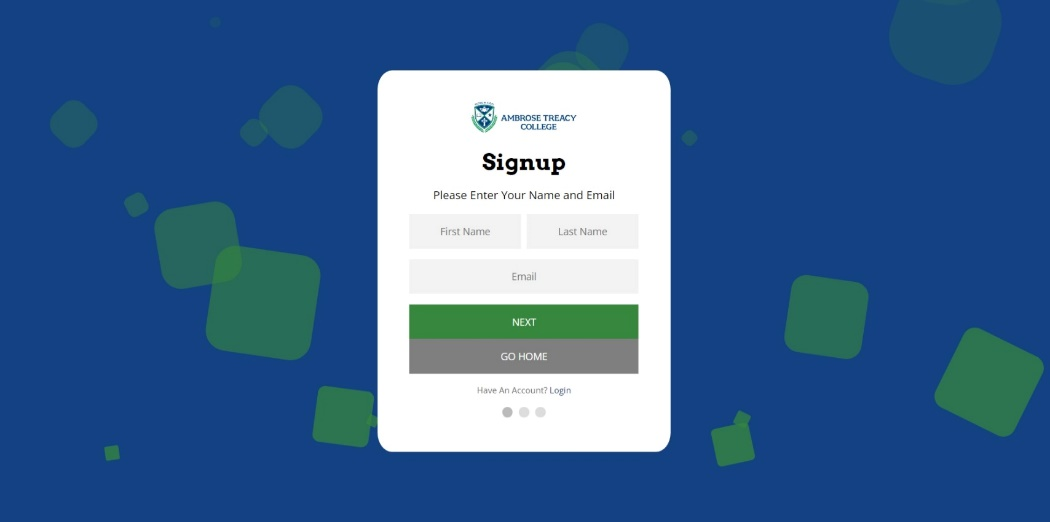 AMBROSE TREACY
COLLEGE
Signup
Please Enter Your Name and Email
First Name
Last Name
Email
NEXT
GO HOME
Have An Account? Login